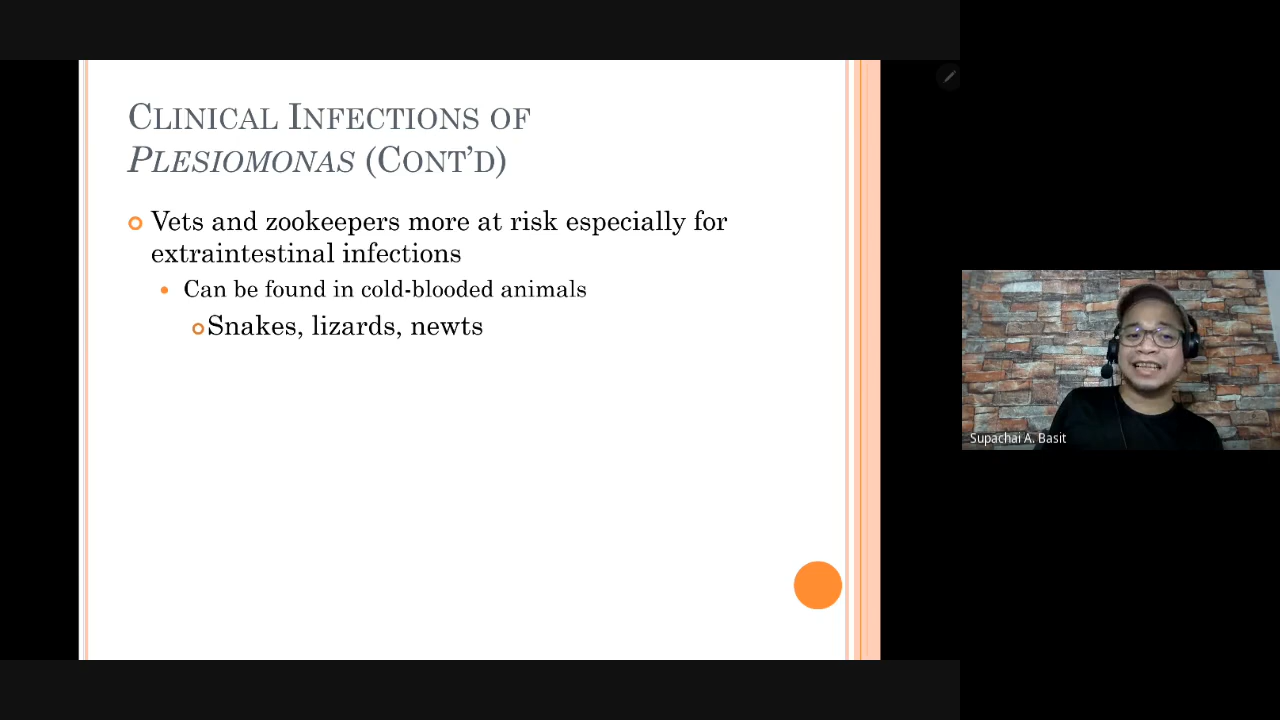 CLINICAL INFECTIONS OF
PLESIOMONAS (CONT'D)
Vets and zookeepers more at risk especially for
extraintestinal infections
Can be found in cold-blooded animals
Snakes, lizards, newts
Supachai A. Basit